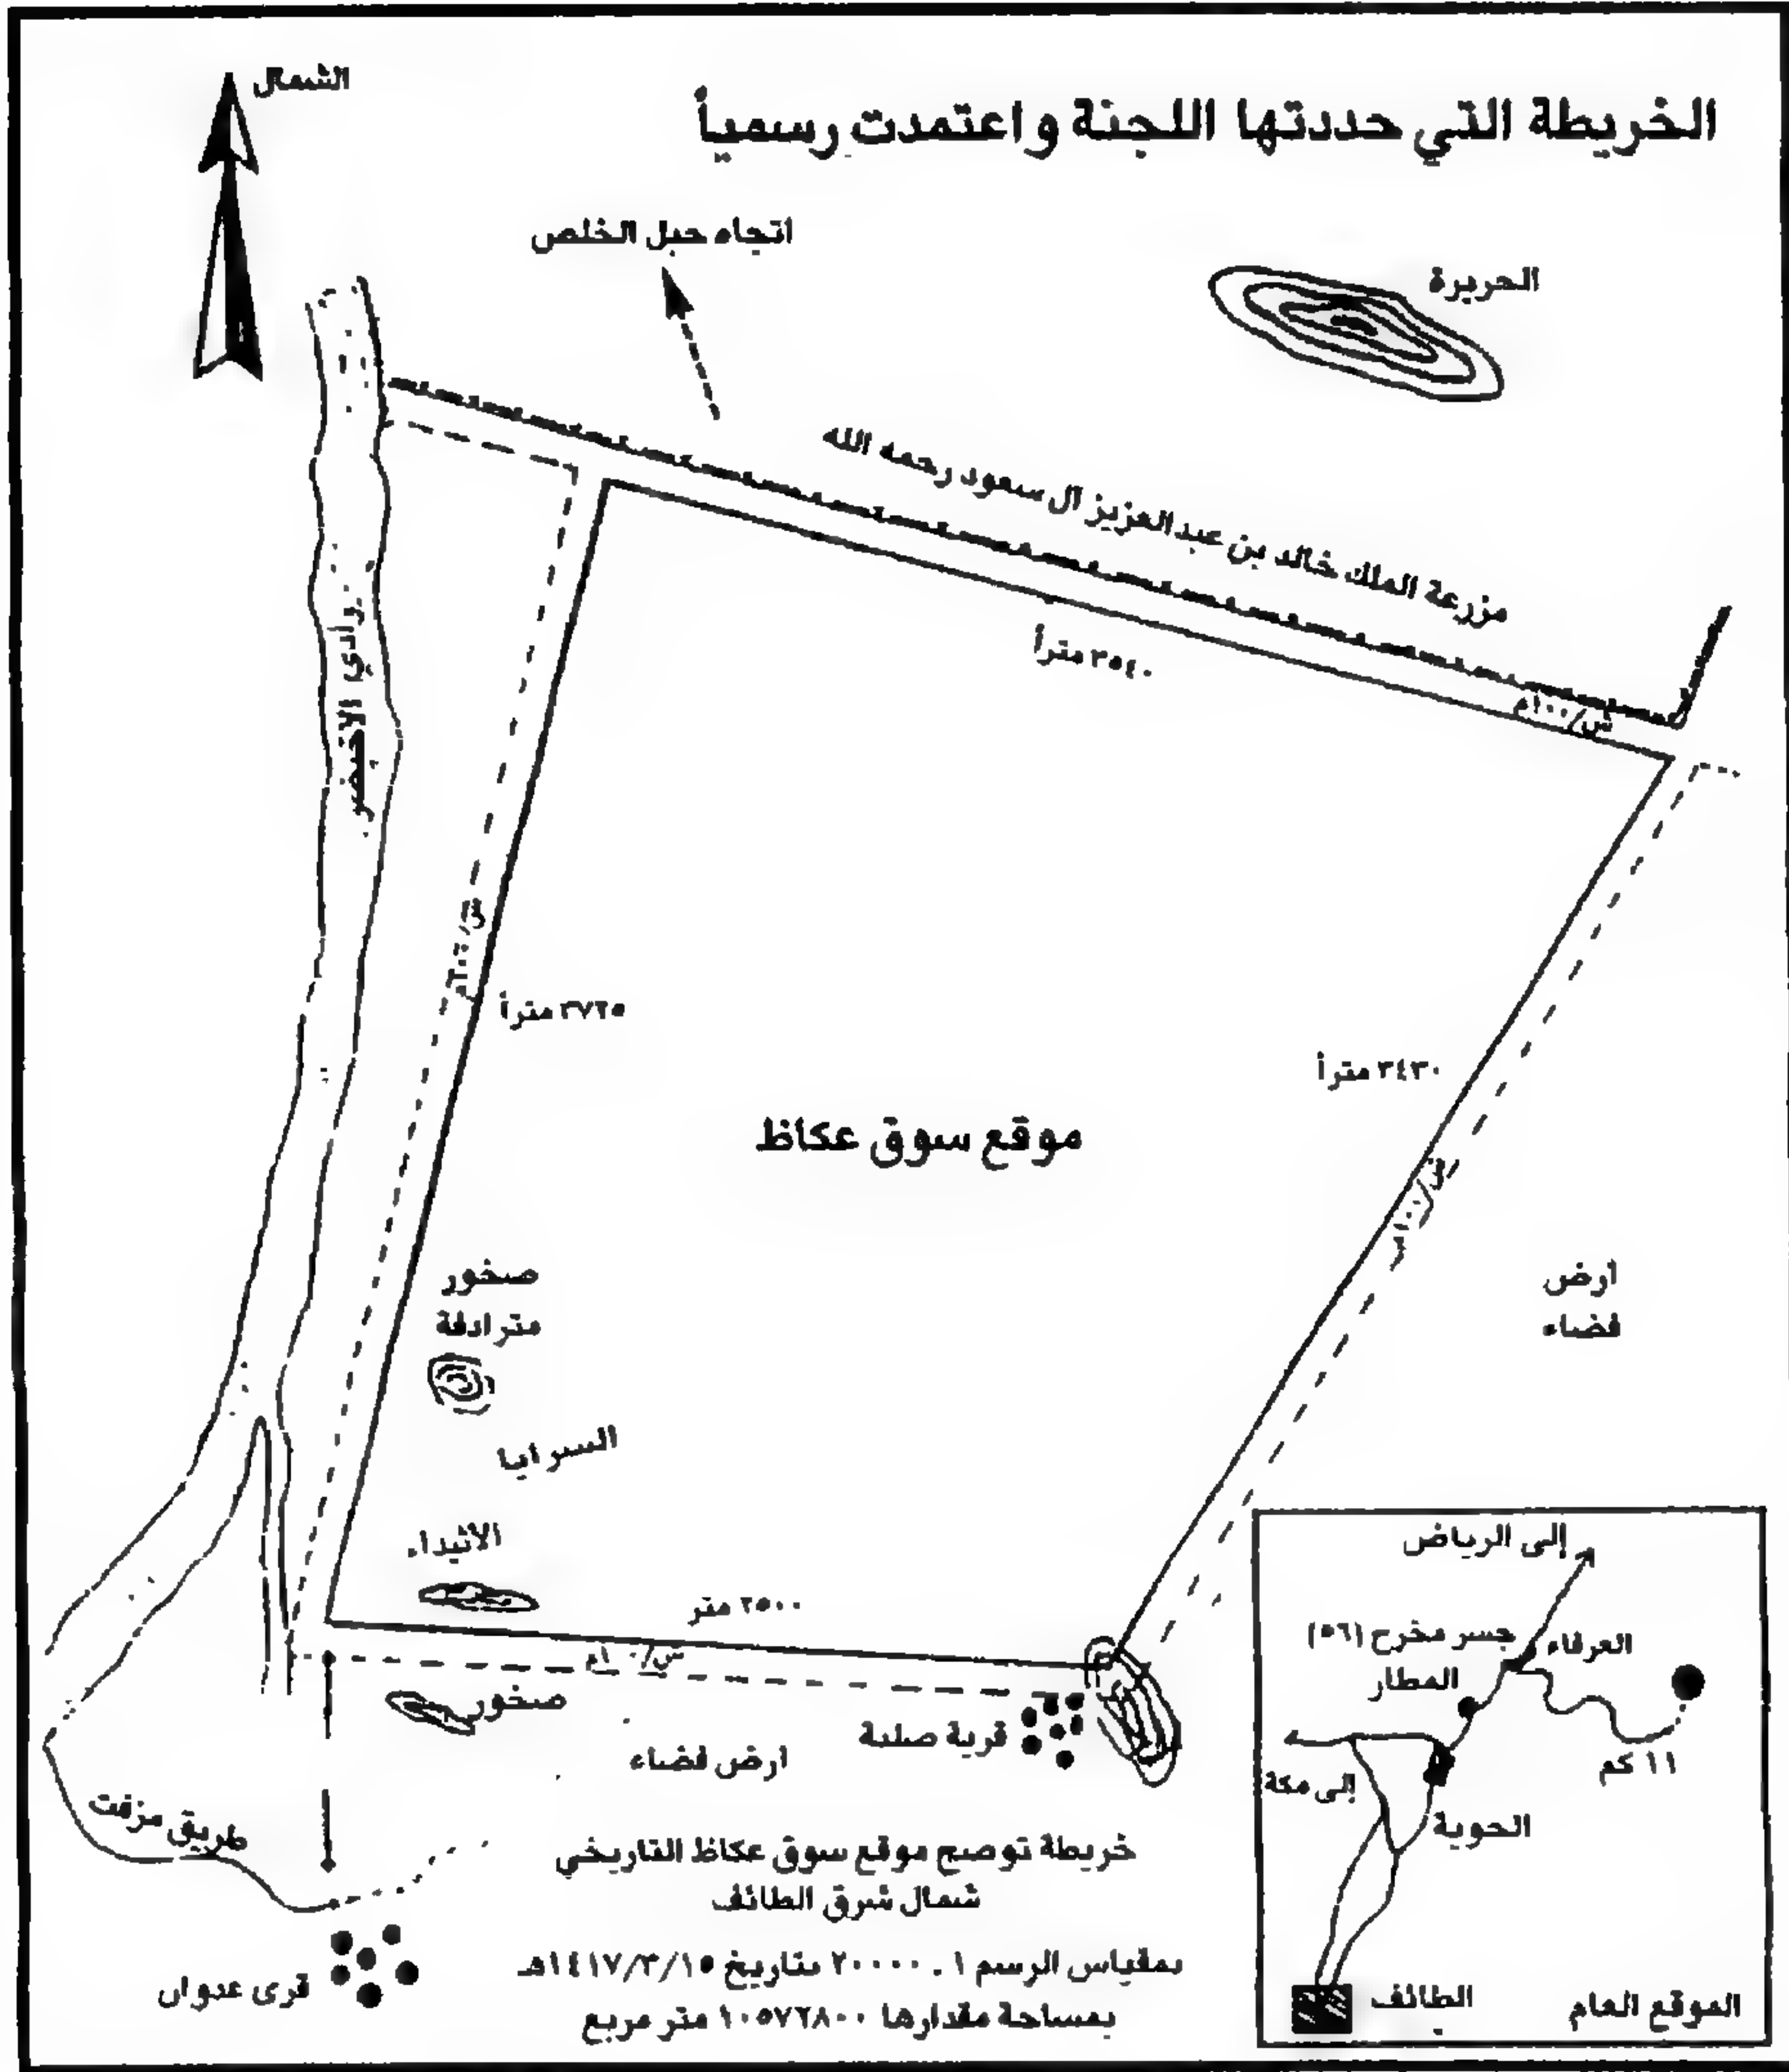 الشمال
الخريطة التي حددتها اللجنة واعتمدت رسمياً
اتجاه جبل الخلص
الحريرة
مزرعة الملك خالد بن عبدالعزيز آل سعود رحمه الله
٣٥٤٠ متراً
ش/١٠٠م
وادي الاخيضر
ش/
متراً
٣٤٣٠ متراً
موقع سوق عكاظ
صخور
مترادفة
ارض
فضاء
السرايا
الأثيداء
٢٥٠٠ متر
صخور
قرية صلبة
ارض فضاء
طريق مزفت
قرى عدوان
خريطة توضح موقع سوق عكاظ التاريخي
شمال شرق الطائف
بمقياس الرسم ١ . ٢٠٠٠٠ بتاريخ ١٤١٧/٣/١٥هـ
بمساحة مقدارها ١٠٥٧٢٨٠٠ متر مربع
إلى الرياض
جسر مخرج (٥٦)
العرفاء
المطار
١١ كم
إلى مكة
الحوية
الطائف
الموقع العام